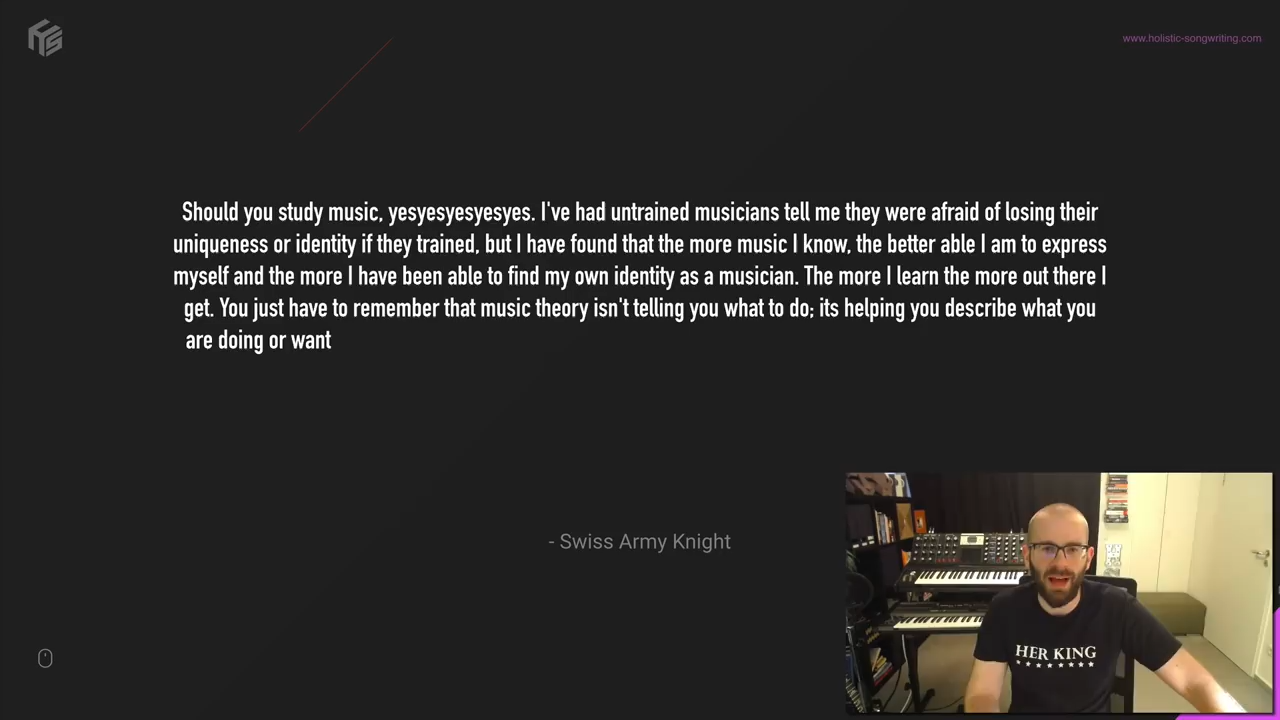 www.holistic-songwriting.com
Should you study music, yesyesyesyesyes. I've had untrained musicians tell me they were afraid of losing their
uniqueness or identity if they trained, but I have found that the more music I know, the better able I am to express
myself and the more I have been able to find my own identity as a musician. The more I learn the more out there I
get. You just have to remember that music theory isn't telling you what to do; its helping you describe what you
are doing or want
- Swiss Army Knight
HER KING